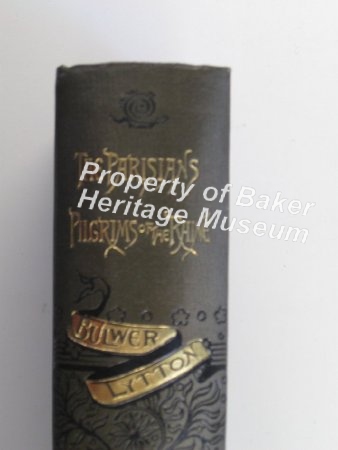 THE PARISIANS
PILGRIMS OF THE RHINE
BULWER
LYTTON
Property of Baker
Heritage Museum